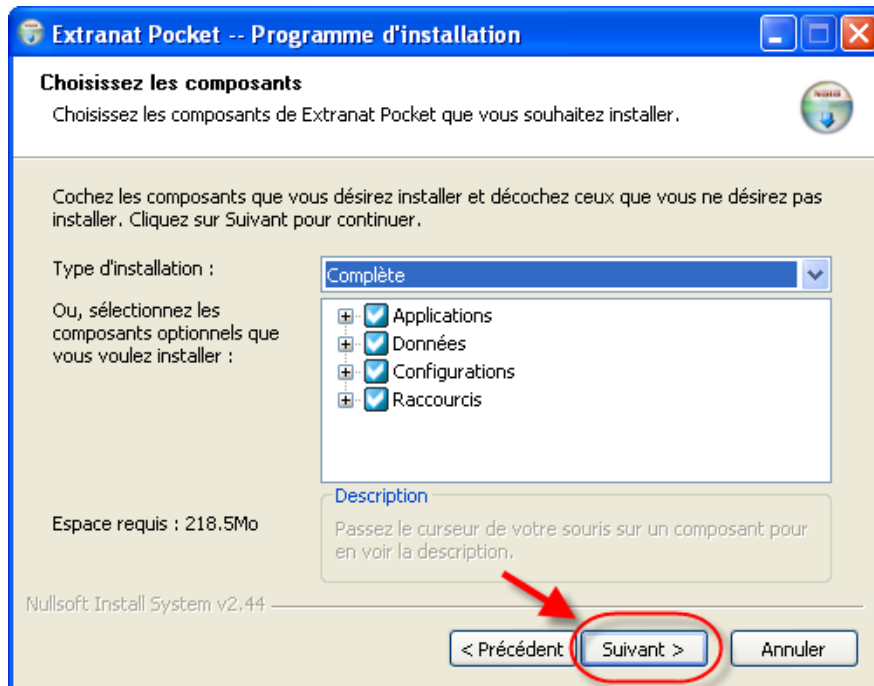 Extranat Pocket -- Programme d'installation
Choisissez les composants
Choisissez les composants de Extranat Pocket que vous souhaitez installer.
Cochez les composants que vous désirez installer et décochez ceux que vous ne désirez pas
installer. Cliquez sur Suivant pour continuer.
Type d'installation :
Complète
Ou, sélectionnez les
composants optionnels que
vous voulez installer :
Applications
Données
Configurations
Raccourcis
Espace requis : 218.5Mo
Description
Passez le curseur de votre souris sur un composant pour
en voir la description.
Nullsoft Install System v2.44
< Précédent
Suivant >
Annuler